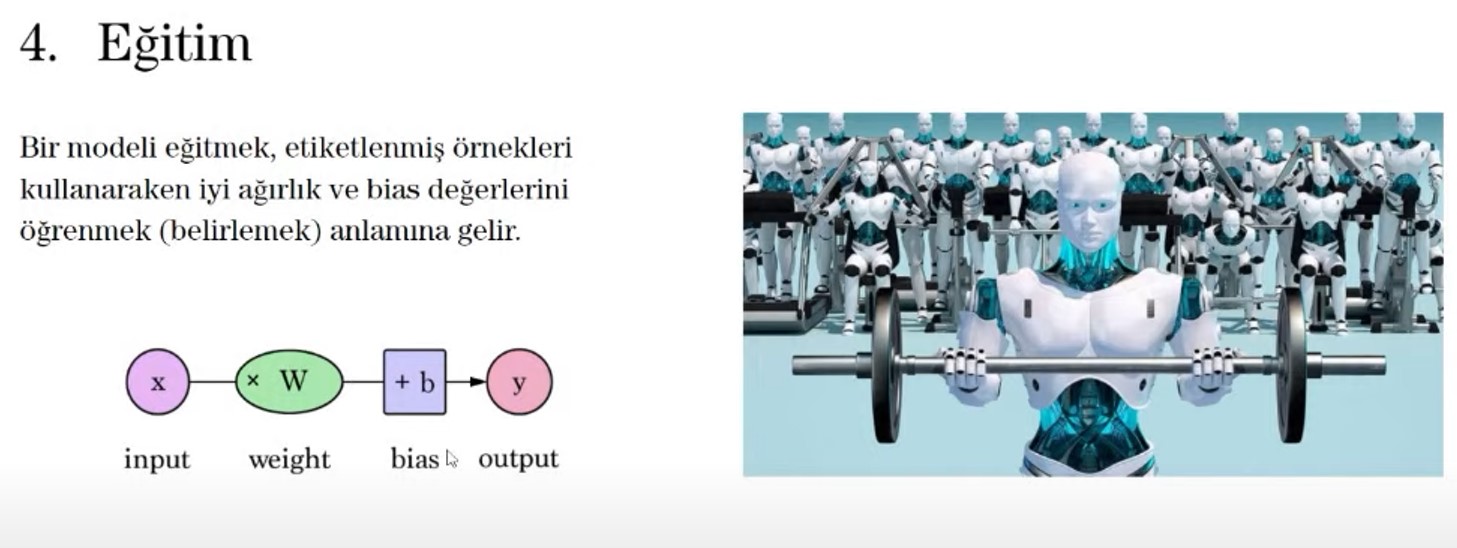 4. Eğitim
Bir modeli eğitmek, etiketlenmiş örnekleri
kullanaraken iyi ağırlık ve bias değerlerini
öğrenmek (belirlemek) anlamına gelir.
x × W + b y
input weight bias output